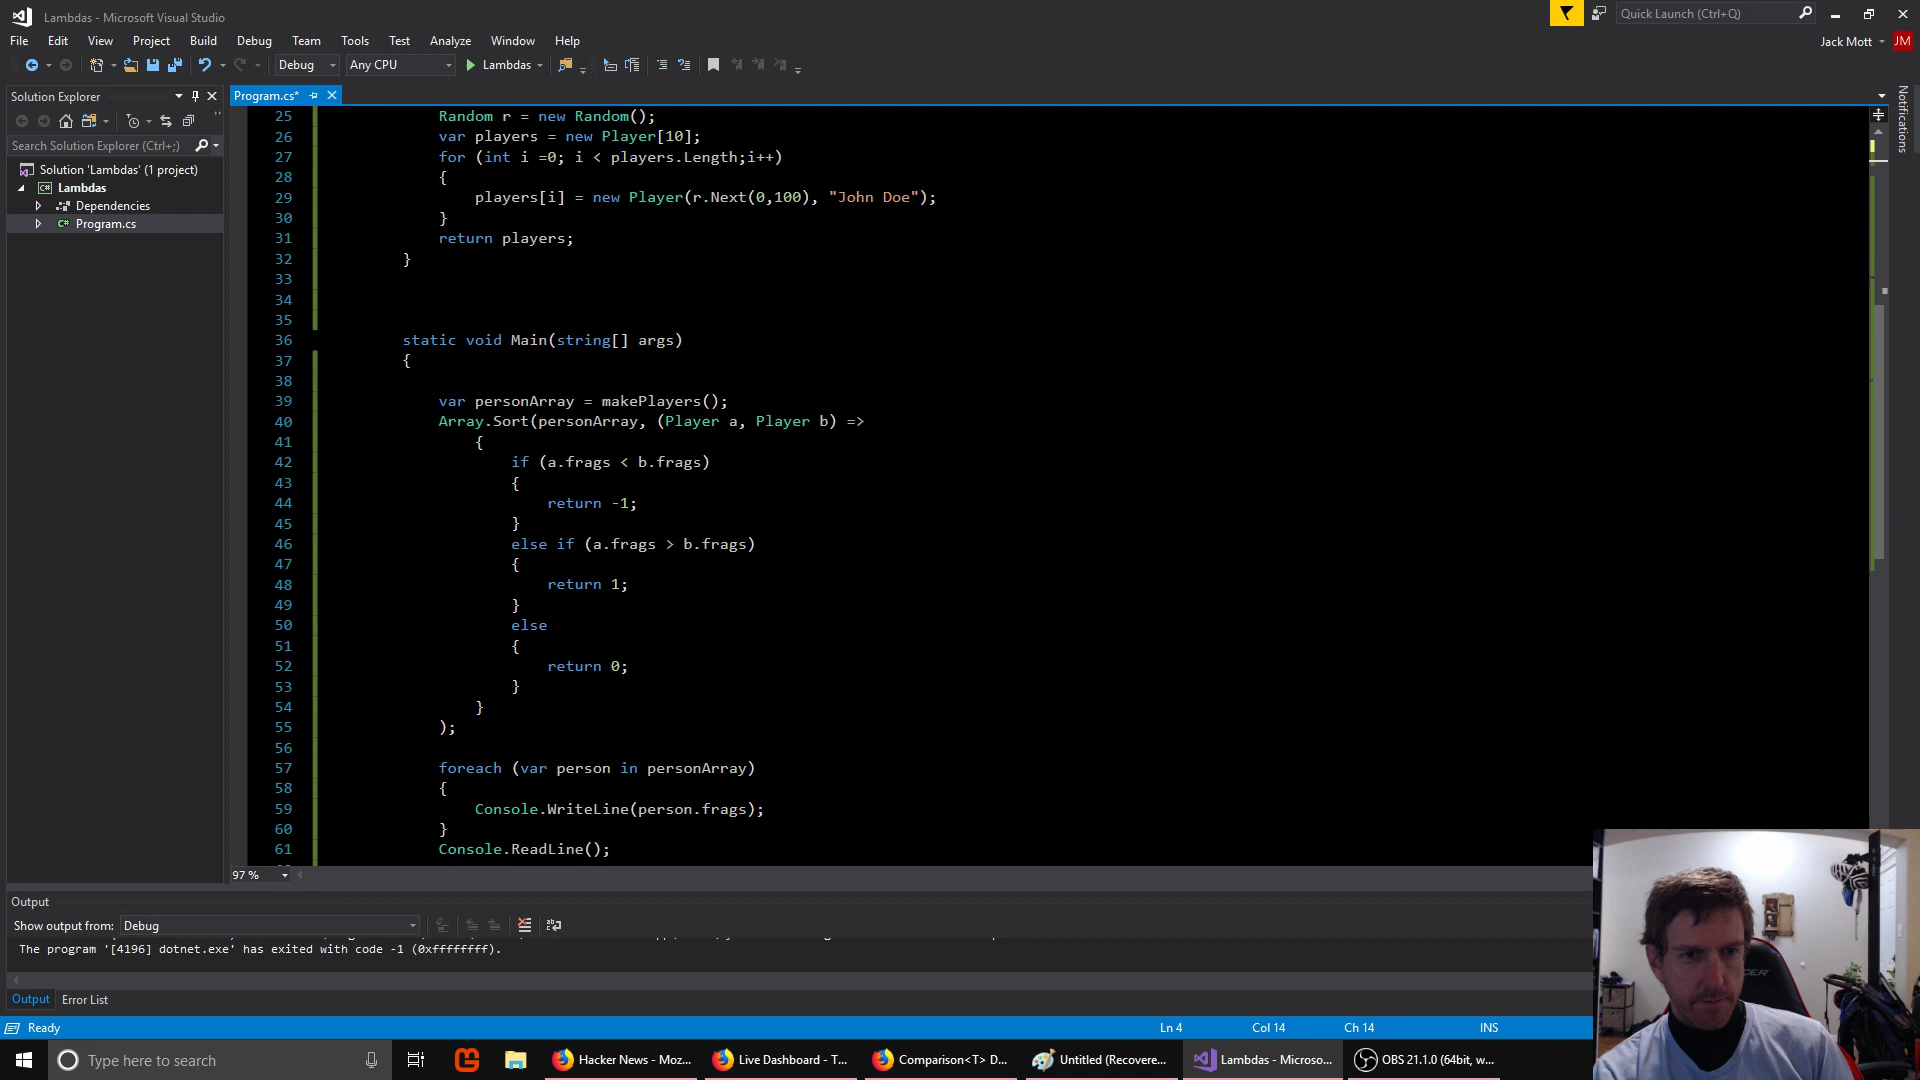 Lambdas - Microsoft Visual Studio
Quick Launch (Ctrl+Q)
File Edit View Project Build Debug Team Tools Test Analyze Window Help
Jack Mott JM
Debug Any CPU Lambdas
Solution Explorer
Program.cs*
Notifications
Search Solution Explorer (Ctrl+;)
Solution 'Lambdas' (1 project)
C# Lambdas
Dependencies
C# Program.cs
25 Random r = new Random();
26 var players = new Player[10];
27 for (int i =0; i < players.Length;i++)
28 {
29 players[i] = new Player(r.Next(0,100), "John Doe");
30 }
31 return players;
32 }
33
34
35
36 static void Main(string[] args)
37 {
38
39 var personArray = makePlayers();
40 Array.Sort(personArray, (Player a, Player b) =>
41 {
42 if (a.frags < b.frags)
43 {
44 return -1;
45 }
46 else if (a.frags > b.frags)
47 {
48 return 1;
49 }
50 else
51 {
52 return 0;
53 }
54 }
55 );
56
57 foreach (var person in personArray)
58 {
59 Console.WriteLine(person.frags);
60 }
61 Console.ReadLine();
97 %
Output
Show output from: Debug
The program '[4196] dotnet.exe' has exited with code -1 (0xffffffff).
Output Error List
Ready Ln 4 Col 14 Ch 14 INS
Type here to search
Hacker News - Moz...
Live Dashboard - T...
Comparison<T> D...
Untitled (Recovere...
Lambdas - Microso...
OBS 21.1.0 (64bit, w...